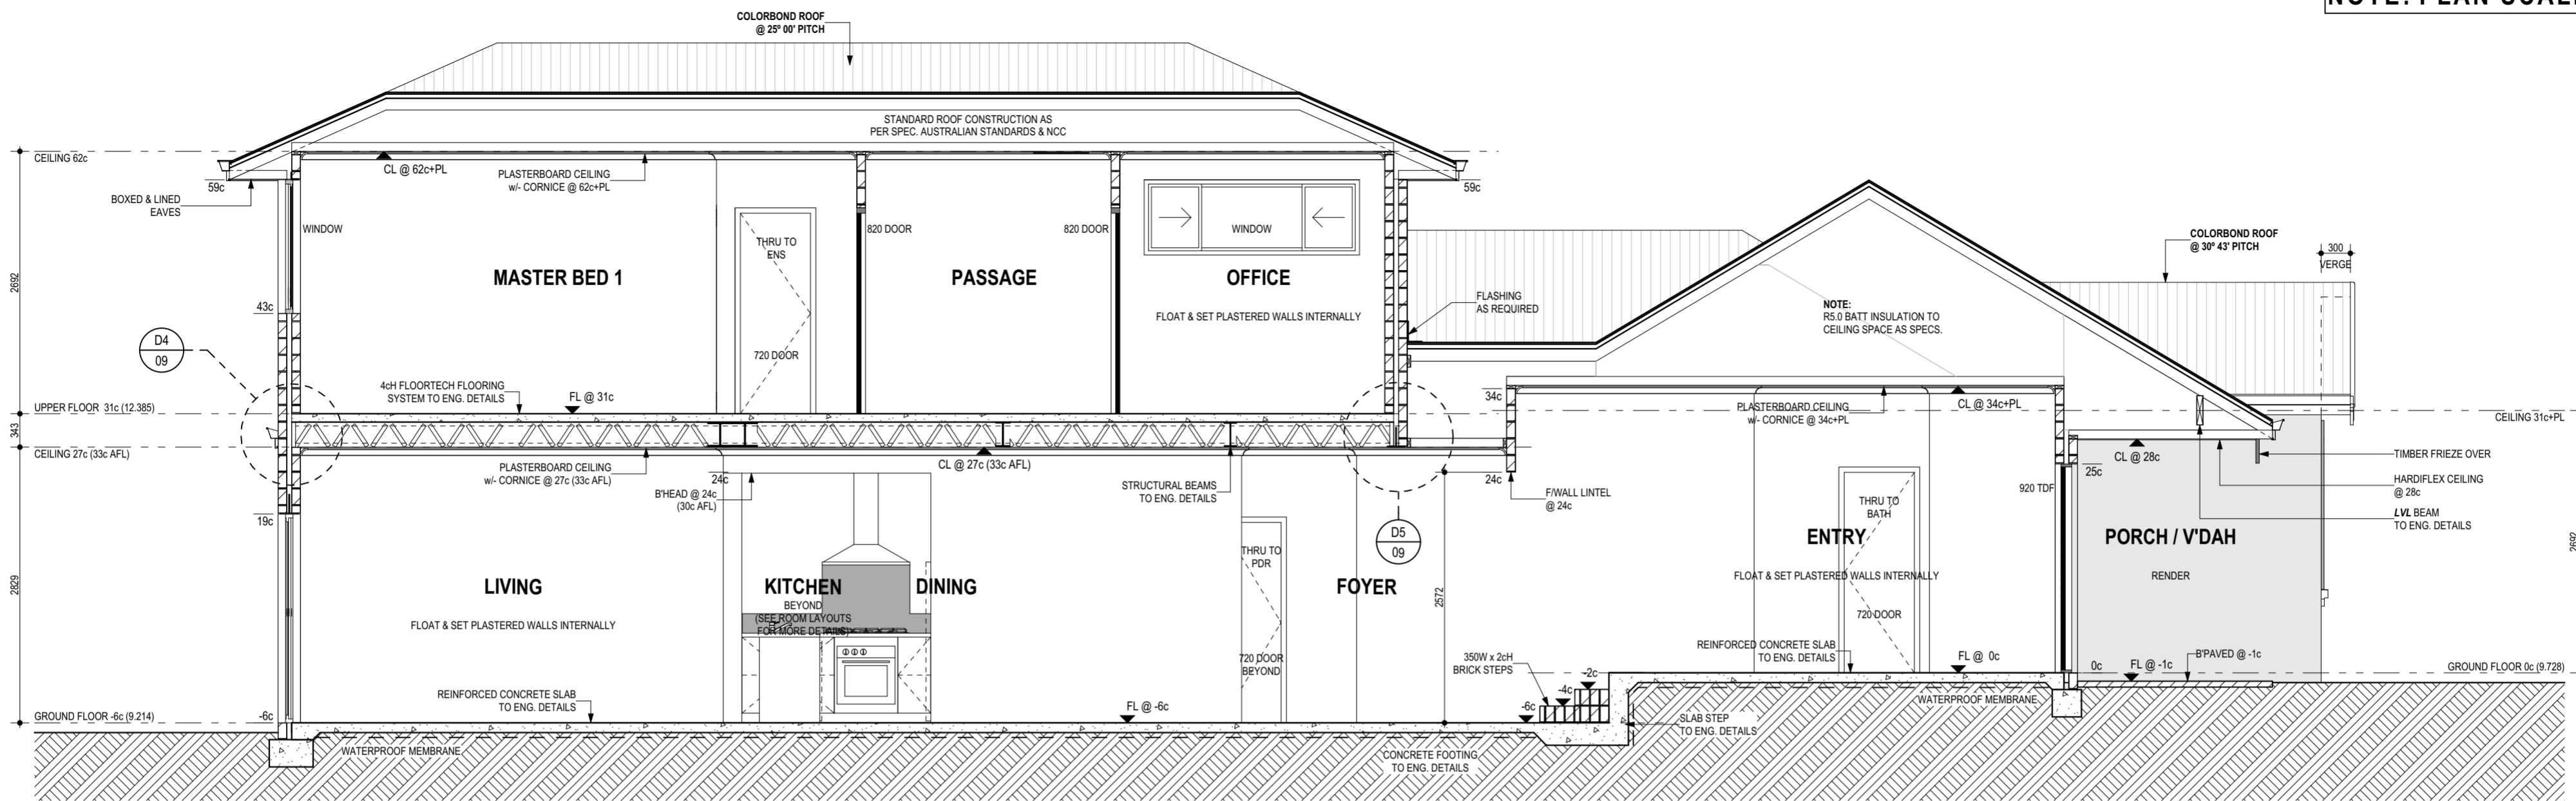 NOTE: PLAN SCALE
COLORBOND ROOF
@ 25° 00' PITCH
STANDARD ROOF CONSTRUCTION AS
PER SPEC. AUSTRALIAN STANDARDS & NCC
CEILING 62c
CL @ 62c+PL
PLASTERBOARD CEILING
w/- CORNICE @ 62c+PL
59c
59c
BOXED & LINED
EAVES
WINDOW
THRU TO
ENS
820 DOOR
820 DOOR
WINDOW
COLORBOND ROOF
@ 30° 43' PITCH
300
VERGE
2692
MASTER BED 1
PASSAGE
OFFICE
43c
FLASHING
AS REQUIRED
NOTE:
R5.0 BATT INSULATION TO
CEILING SPACE AS SPECS.
FLOAT & SET PLASTERED WALLS INTERNALLY
D4
09
720 DOOR
4cH FLOORTECH FLOORING
SYSTEM TO ENG. DETAILS
FL @ 31c
34c
PLASTERBOARD CEILING
w/- CORNICE @ 34c+PL
CL @ 34c+PL
UPPER FLOOR 31c (12.385)
CEILING 31c+PL
343
CEILING 27c (33c AFL)
PLASTERBOARD CEILING
w/- CORNICE @ 27c (33c AFL)
24c
B'HEAD @ 24c
(30c AFL)
CL @ 27c (33c AFL)
STRUCTURAL BEAMS
TO ENG. DETAILS
24c
F/WALL LINTEL
@ 24c
CL @ 28c
25c
TIMBER FRIEZE OVER
HARDIFLEX CEILING
@ 28c
LVL BEAM
TO ENG. DETAILS
920 TDF
THRU TO
BATH
19c
D5
09
ENTRY
PORCH / V'DAH
2692
THRU TO
PDR
2829
LIVING
KITCHEN
DINING
FOYER
BEYOND
(SEE ROOM LAYOUTS
FOR MORE DETAILS)
2572
FLOAT & SET PLASTERED WALLS INTERNALLY
RENDER
FLOAT & SET PLASTERED WALLS INTERNALLY
720 DOOR
720 DOOR
BEYOND
350W x 2cH
BRICK STEPS
REINFORCED CONCRETE SLAB
TO ENG. DETAILS
FL @ 0c
0c
FL @ -1c
B'PAVED @ -1c
GROUND FLOOR 0c (9.728)
-2c
-4c
-6c
REINFORCED CONCRETE SLAB
TO ENG. DETAILS
FL @ -6c
WATERPROOF MEMBRANE
GROUND FLOOR -6c (9.214)
-6c
SLAB STEP
TO ENG. DETAILS
WATERPROOF MEMBRANE
CONCRETE FOOTING
TO ENG. DETAILS